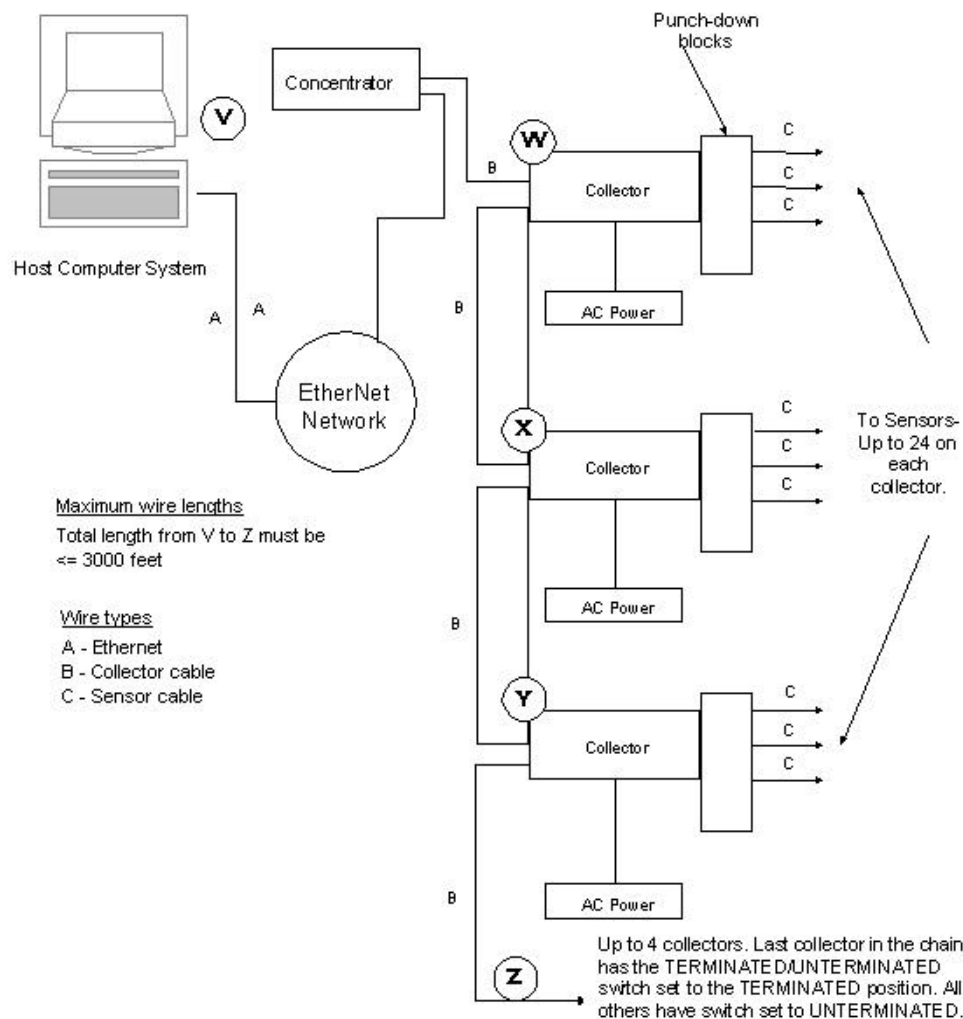 Punch-down
blocks
Concentrator
V
W
C
C
C
B
Collector
Host Computer System
AC Power
A
A
B
EtherNet
Network
X
C
C
C
Collector
To Sensors-
Up to 24 on
each
collector.
Maximum wire lengths
Total length from V to Z must be
<= 3000 feet
AC Power
Wire types
A - Ethernet
B - Collector cable
C - Sensor cable
B
Y
C
C
C
Collector
B
AC Power
Z
Up to 4 collectors. Last collector in the chain
has the TERMINATED/UNTERMINATED
switch set to the TERMINATED position. All
others have switch set to UNTERMINATED.